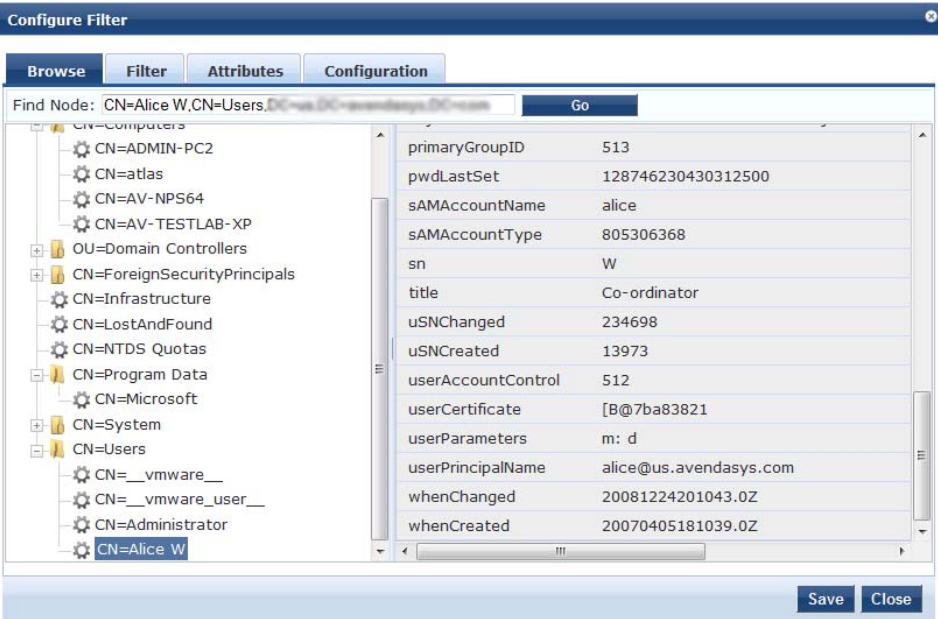 Configure Filter
Browse
Filter
Attributes
Configuration
Find Node: CN=Alice W,CN=Users,
Go
CN=Computers
CN=ADMIN-PC2
CN=atlas
CN=AV-NPS64
CN=AV-TESTLAB-XP
OU=Domain Controllers
CN=ForeignSecurityPrincipals
CN=Infrastructure
CN=LostAndFound
CN=NTDS Quotas
CN=Program Data
CN=Microsoft
CN=System
CN=Users
CN=__vmware__
CN=__vmware_user__
CN=Administrator
CN=Alice W
primaryGroupID 513
pwdLastSet 128746230430312500
sAMAccountName alice
sAMAccountType 805306368
sn W
title Co-ordinator
uSNChanged 234698
uSNCreated 13973
userAccountControl 512
userCertificate [B@7ba83821
userParameters m: d
userPrincipalName alice@us.avendasys.com
whenChanged 20081224201043.0Z
whenCreated 20070405181039.0Z
Save
Close